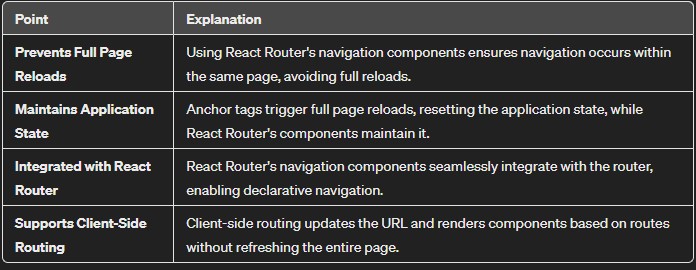 Point Explanation
Prevents Full Page Using React Router's navigation components ensures navigation occurs within
Reloads the same page, avoiding full reloads.
Maintains Application Anchor tags trigger full page reloads, resetting the application state, while
State React Router's components maintain it.
Integrated with React React Router's navigation components seamlessly integrate with the router,
Router enabling declarative navigation.
Supports Client-Side Client-side routing updates the URL and renders components based on routes
Routing without refreshing the entire page.